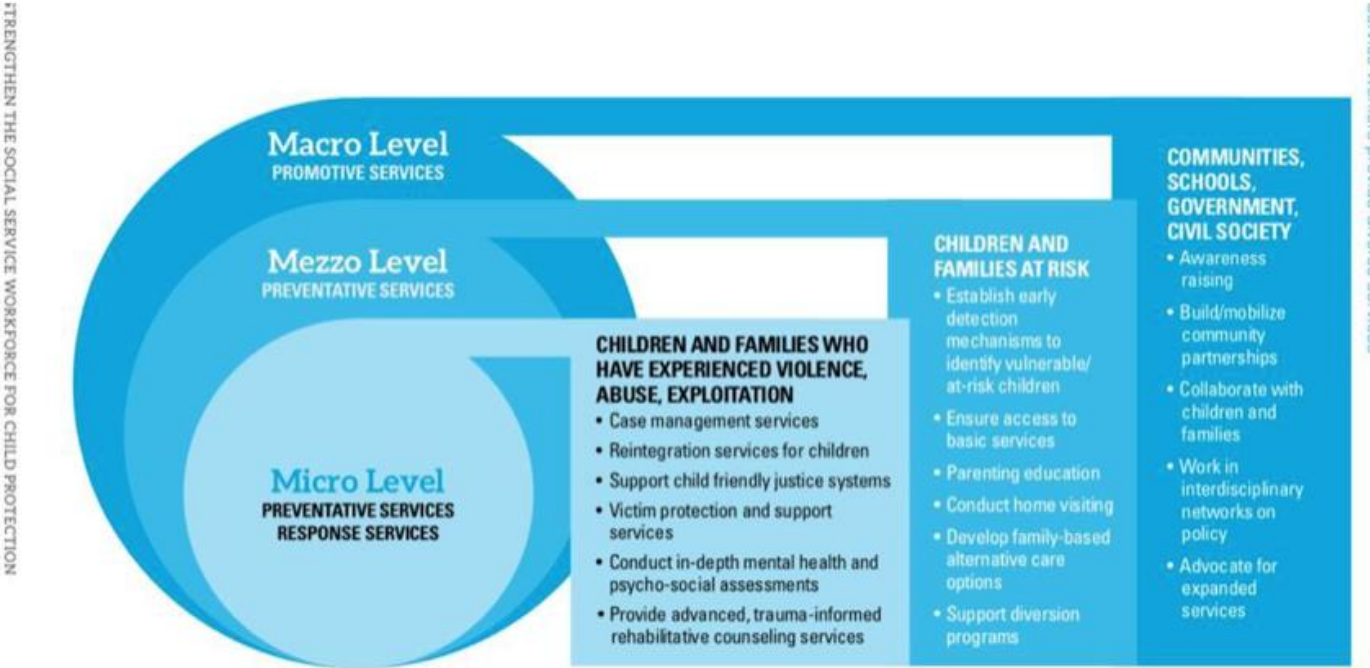 STRENGTHEN THE SOCIAL SERVICE WORKFORCE FOR CHILD PROTECTION
Macro Level
PROMOTIVE SERVICES
Mezzo Level
PREVENTATIVE SERVICES
Micro Level
PREVENTATIVE SERVICES
RESPONSE SERVICES
CHILDREN AND FAMILIES WHO
HAVE EXPERIENCED VIOLENCE,
ABUSE, EXPLOITATION
• Case management services
• Reintegration services for children
• Support child friendly justice systems
• Victim protection and support
services
• Conduct in-depth mental health and
psycho-social assessments
• Provide advanced, trauma-informed
rehabilitative counseling services
CHILDREN AND
FAMILIES AT RISK
• Establish early
detection
mechanisms to
identify vulnerable/
at-risk children
• Ensure access to
basic services
• Parenting education
• Conduct home visiting
• Develop family-based
alternative care
options
• Support diversion
programs
COMMUNITIES,
SCHOOLS,
GOVERNMENT,
CIVIL SOCIETY
• Awareness
raising
• Build/mobilize
community
partnerships
• Collaborate with
children and
families
• Work in
interdisciplinary
networks on
policy
• Advocate for
expanded
services